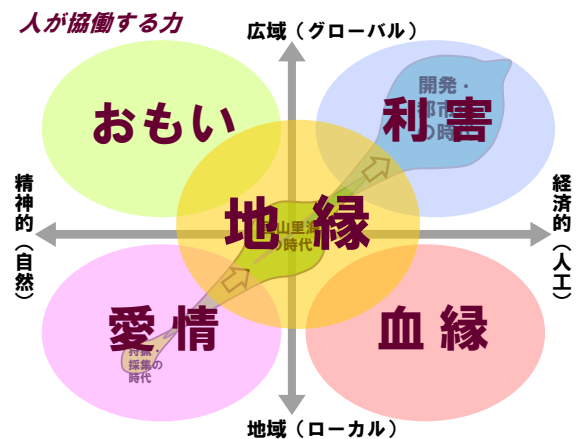 人が協働する力
広域（グローバル）
開発・
都市
の時
おもい
利害
精神的（自然）
経済的（人工）
地縁
山里海
の時代
愛情
血縁
狩猟・
採集の
時代
地域（ローカル）